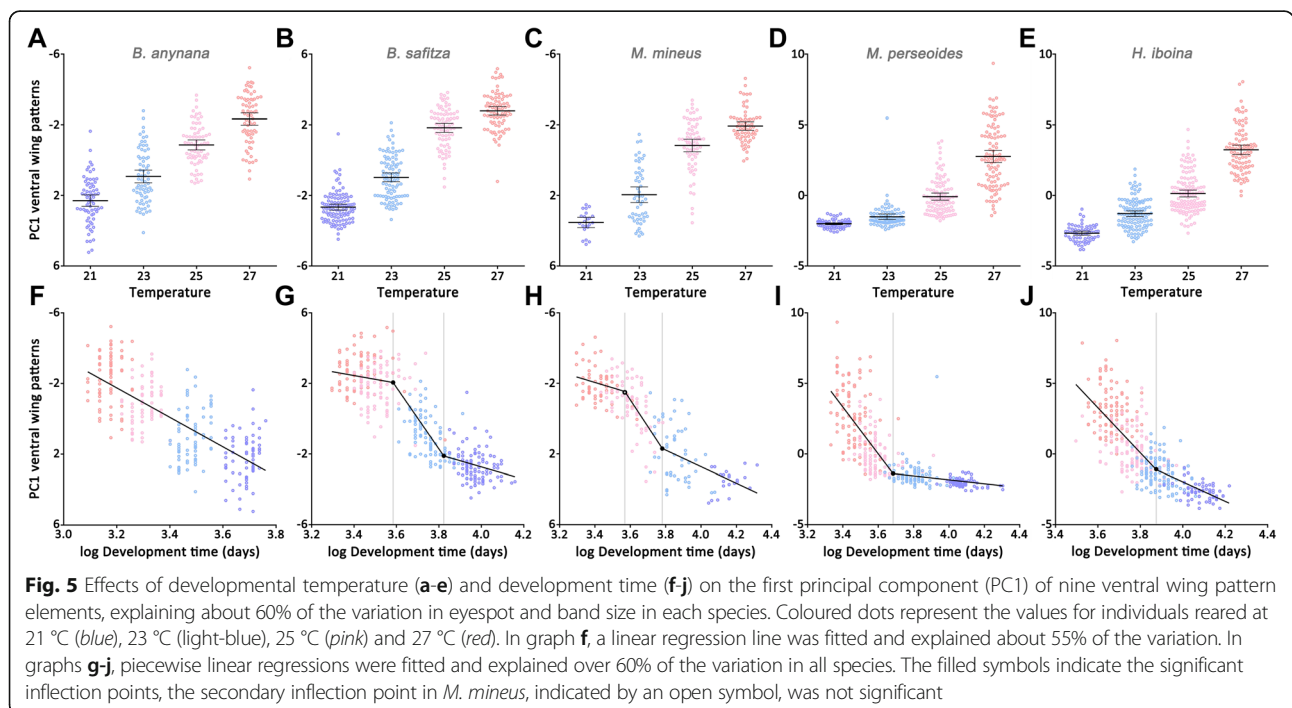 A B C D E
B. anynana B. safitza M. mineus M. perseoides H. iboina
PC1 ventral wing patterns
-6 -2 2 6
6 2 -2 -6
-6 -2 2 6
10 5 0 -5
10 5 0 -5
21 23 25 27 21 23 25 27 21 23 25 27 21 23 25 27 21 23 25 27
Temperature Temperature Temperature Temperature Temperature
F G H I J
PC1 ventral wing patterns
-6 -2 2 6
6 2 -2 -6
-6 -2 2 6
10 5 0 -5
10 5 0 -5
3.0 3.2 3.4 3.6 3.8 3.2 3.4 3.6 3.8 4.0 4.2 3.2 3.4 3.6 3.8 4.0 4.2 4.4 3.2 3.4 3.6 3.8 4.0 4.2 4.4 3.4 3.6 3.8 4.0 4.2 4.4
log Development time (days) log Development time (days) log Development time (days) log Development time (days) log Development time (days)
Fig. 5 Effects of developmental temperature (a-e) and development time (f-j) on the first principal component (PC1) of nine ventral wing pattern
elements, explaining about 60% of the variation in eyespot and band size in each species. Coloured dots represent the values for individuals reared at
21 °C (blue), 23 °C (light-blue), 25 °C (pink) and 27 °C (red). In graph f, a linear regression line was fitted and explained about 55% of the variation. In
graphs g-j, piecewise linear regressions were fitted and explained over 60% of the variation in all species. The filled symbols indicate the significant
inflection points, the secondary inflection point in M. mineus, indicated by an open symbol, was not significant